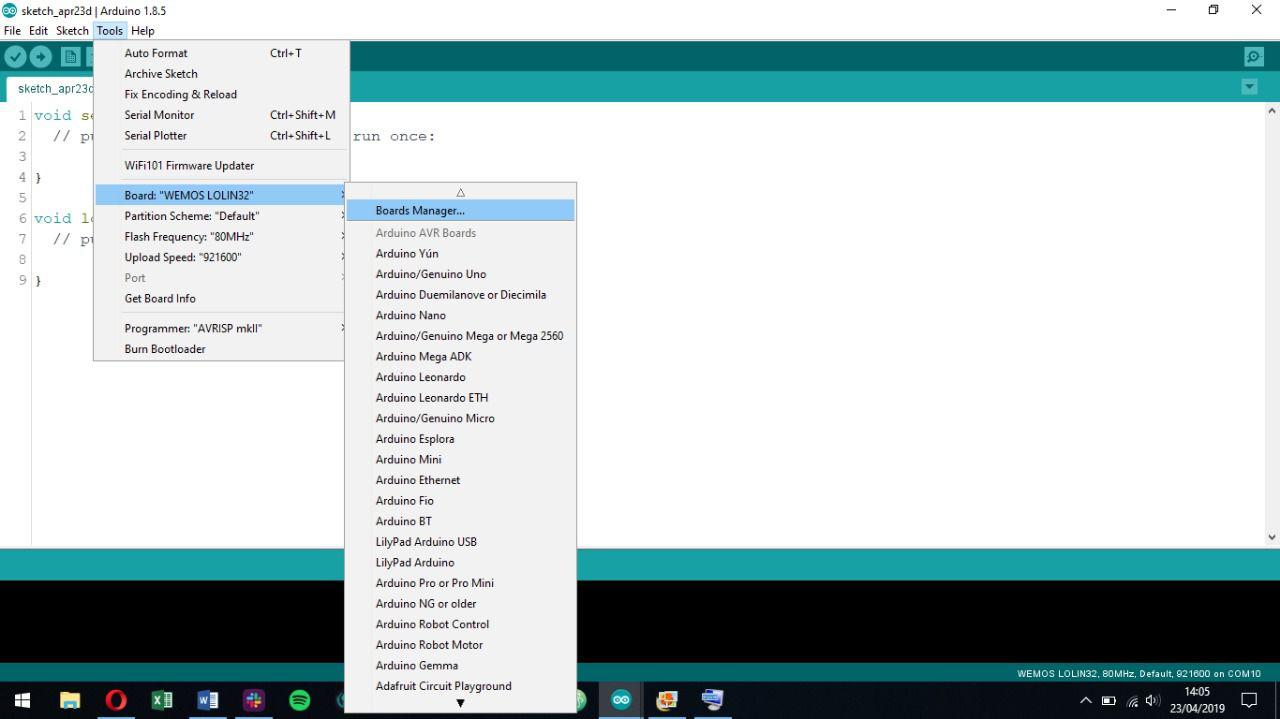 sketch_apr23d | Arduino 1.8.5
File Edit Sketch Tools Help
sketch_apr23d
1 void se
2 // pu run once:
3
4 }
5
6 void lo
7 // pu
8
9 }
Auto Format Ctrl+T
Archive Sketch
Fix Encoding & Reload
Serial Monitor Ctrl+Shift+M
Serial Plotter Ctrl+Shift+L
WiFi101 Firmware Updater
Board: "WEMOS LOLIN32"
Partition Scheme: "Default"
Flash Frequency: "80MHz"
Upload Speed: "921600"
Port
Get Board Info
Programmer: "AVRISP mkII"
Burn Bootloader
Boards Manager...
Arduino AVR Boards
Arduino Yún
Arduino/Genuino Uno
Arduino Duemilanove or Diecimila
Arduino Nano
Arduino/Genuino Mega or Mega 2560
Arduino Mega ADK
Arduino Leonardo
Arduino Leonardo ETH
Arduino/Genuino Micro
Arduino Esplora
Arduino Mini
Arduino Ethernet
Arduino Fio
Arduino BT
LilyPad Arduino USB
LilyPad Arduino
Arduino Pro or Pro Mini
Arduino NG or older
Arduino Robot Control
Arduino Robot Motor
Arduino Gemma
Adafruit Circuit Playground
WEMOS LOLIN32, 80MHz, Default, 921600 on COM10
14:05
23/04/2019